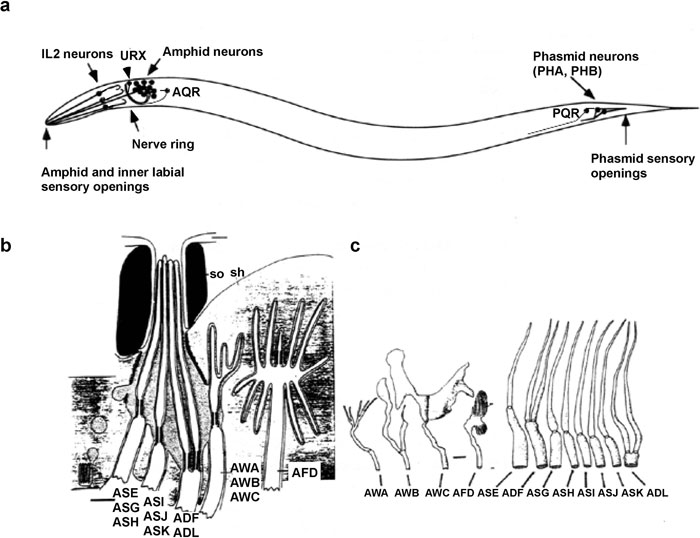 a
IL2 neurons
URX
Amphid neurons
AQR
Nerve ring
Amphid and inner labial
sensory openings
Phasmid neurons
(PHA, PHB)
PQR
Phasmid sensory
openings
b
so sh
ASE
ASG
ASH
ASI
ASJ
ASK
ADF
ADL
AWA
AWB
AWC
AFD
c
AWA AWB AWC AFD ASE ADF ASG ASH ASI ASJ ASK ADL